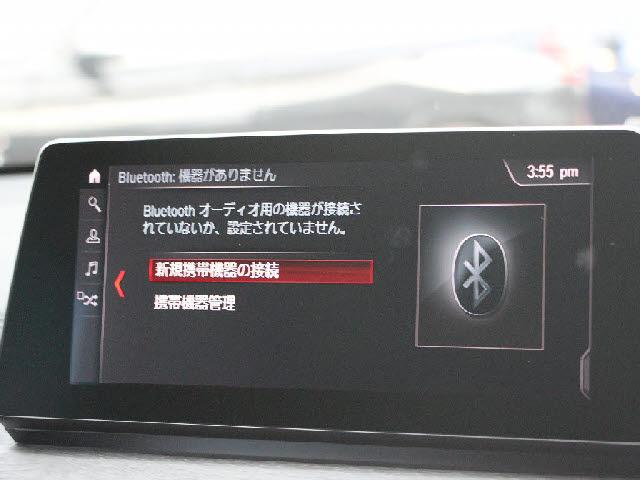 Bluetooth: 機器がありません
3:55 pm
Bluetooth オーディオ用の機器が接続さ
れていないか、設定されていません。
新規携帯機器の接続
携帯機器管理